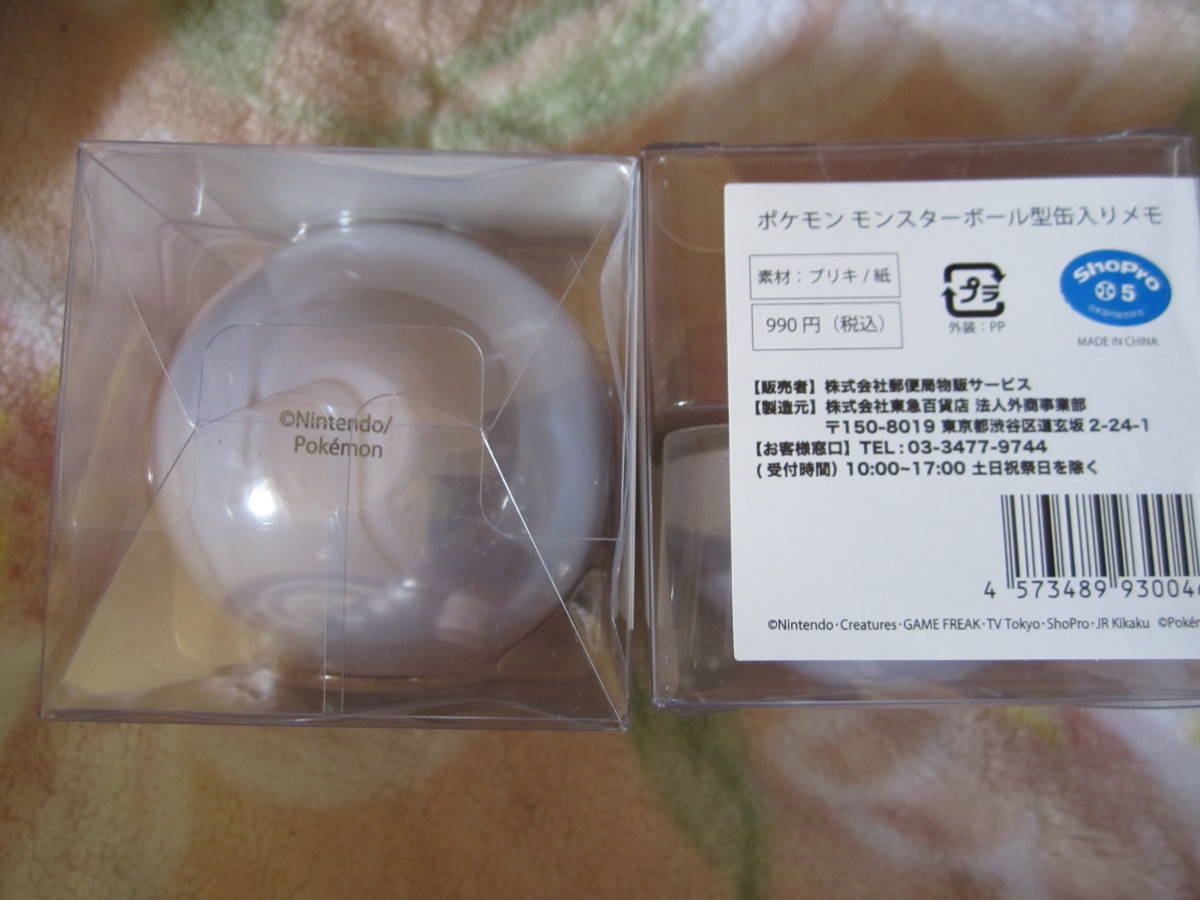 ©Nintendo/
Pokémon
ポケモン モンスターボール型缶入りメモ
素材：ブリキ / 紙
990 円（税込）
プラ
外装：PP
ShoPro
5
MADE IN CHINA
【販売者】株式会社郵便局物販サービス
【製造元】株式会社東急百貨店 法人外商事業部
〒150-8019 東京都渋谷区道玄坂 2-24-1
【お客様窓口】TEL : 03-3477-9744
( 受付時間 ) 10:00~17:00 土日祝祭日を除く
4 573489 93004
©Nintendo･Creatures･GAME FREAK･TV Tokyo･ShoPro･JR Kikaku ©Pokém